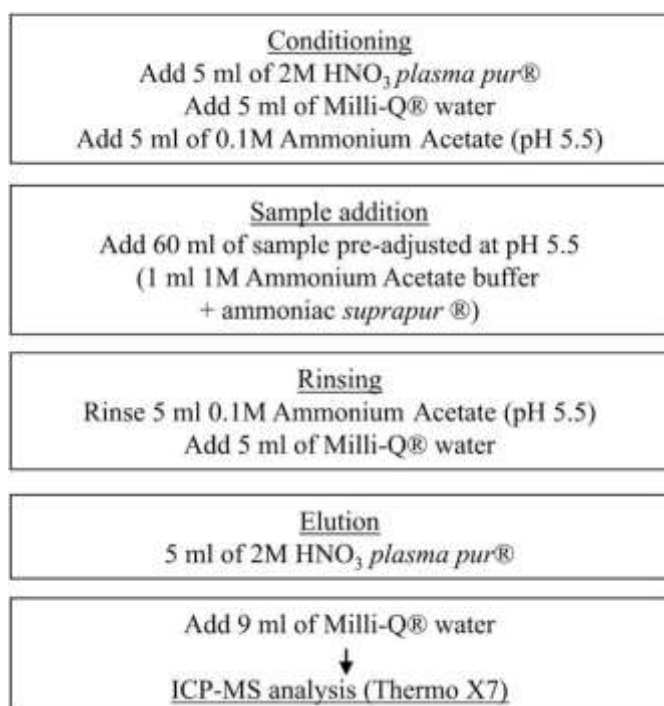 Conditioning
Add 5 ml of 2M HNO₃ plasma pur®
Add 5 ml of Milli-Q® water
Add 5 ml of 0.1M Ammonium Acetate (pH 5.5)
Sample addition
Add 60 ml of sample pre-adjusted at pH 5.5
(1 ml 1M Ammonium Acetate buffer
+ ammoniac suprapur ®)
Rinsing
Rinse 5 ml 0.1M Ammonium Acetate (pH 5.5)
Add 5 ml of Milli-Q® water
Elution
5 ml of 2M HNO₃ plasma pur®
Add 9 ml of Milli-Q® water
ICP-MS analysis (Thermo X7)